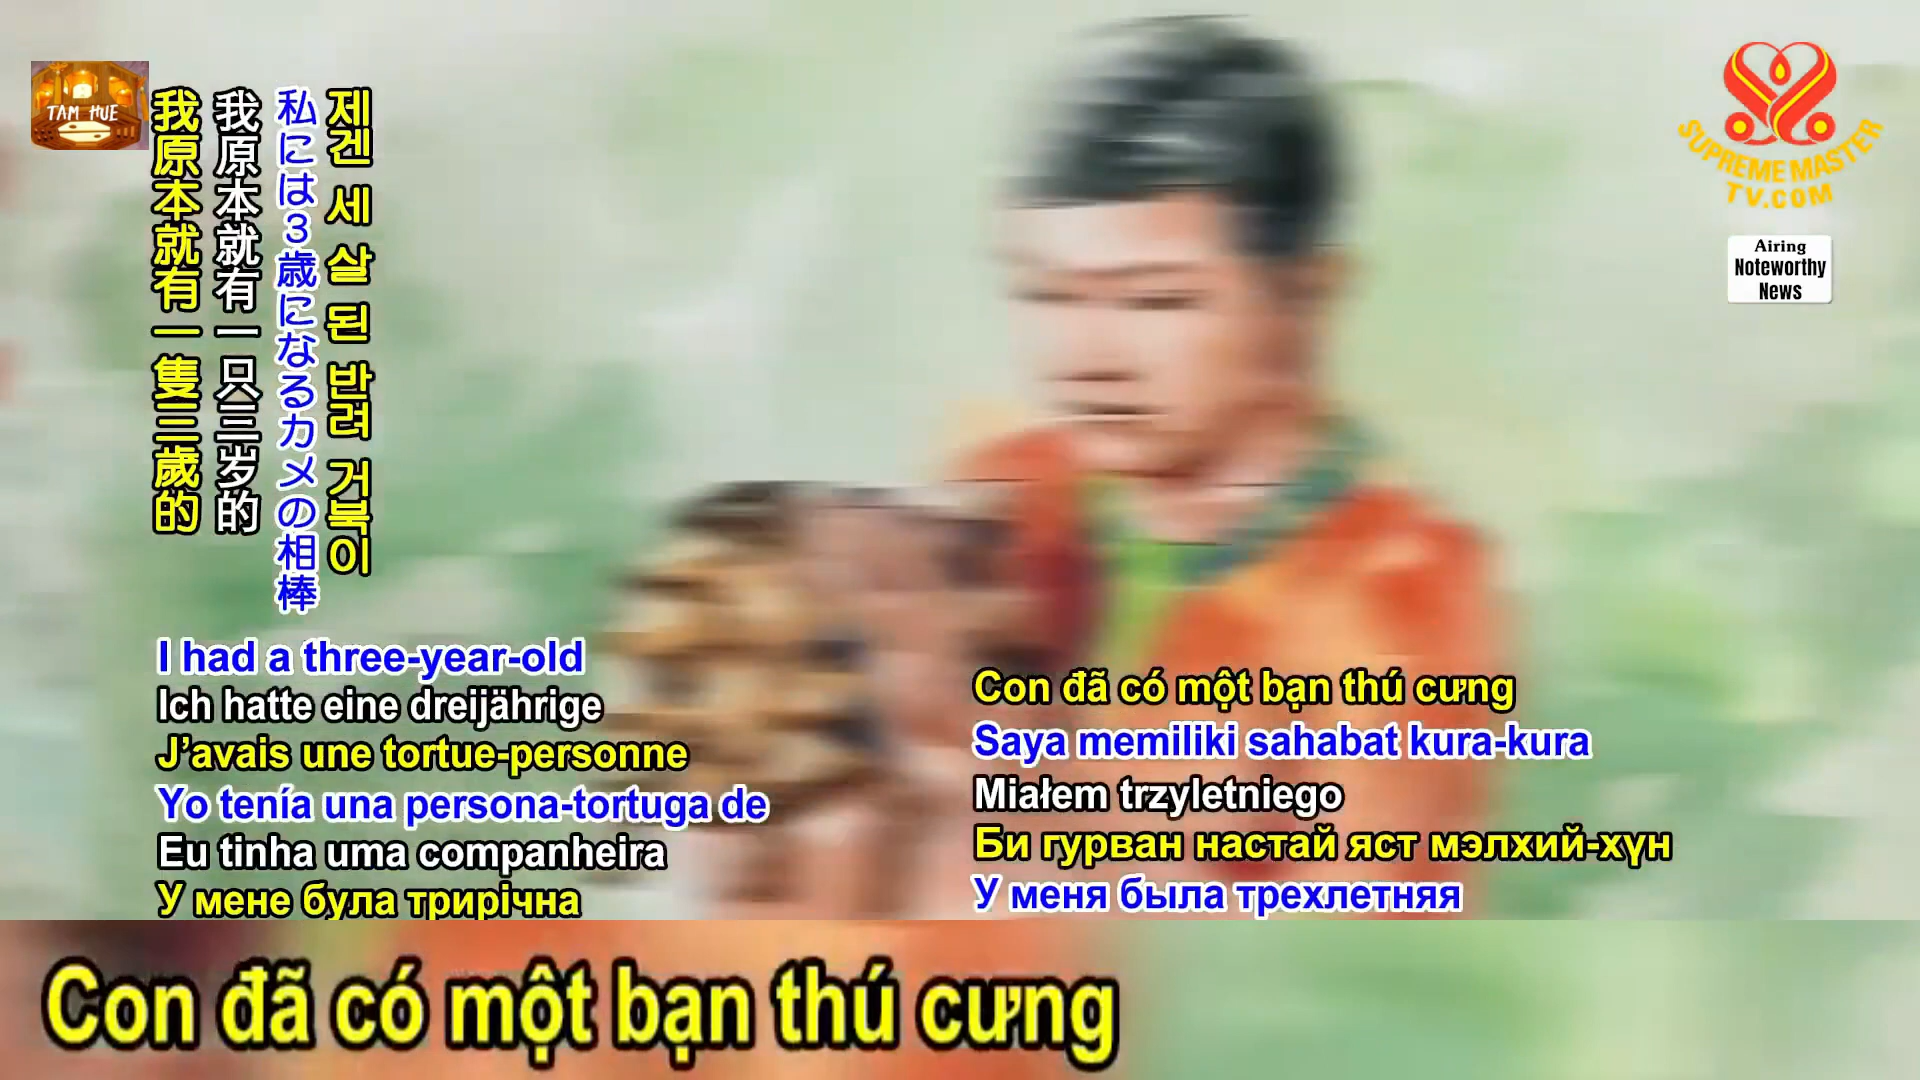 TAM HUE
我原本就有一隻三歲的
我原本就有一只三岁的
私には３歳になるカメの相棒
제겐 세 살 된 반려 거북이
I had a three-year-old
Ich hatte eine dreijährige
J’avais une tortue-personne
Yo tenía una persona-tortuga de
Eu tinha uma companheira
У мене була трирічна
Con đã có một bạn thú cưng
Saya memiliki sahabat kura-kura
Miałem trzyletniego
Би гурван настай яст мэлхий-хүн
У меня была трехлетняя
SUPREME MASTER
TV.COM
Airing
Noteworthy
News
Con đã có một bạn thú cưng